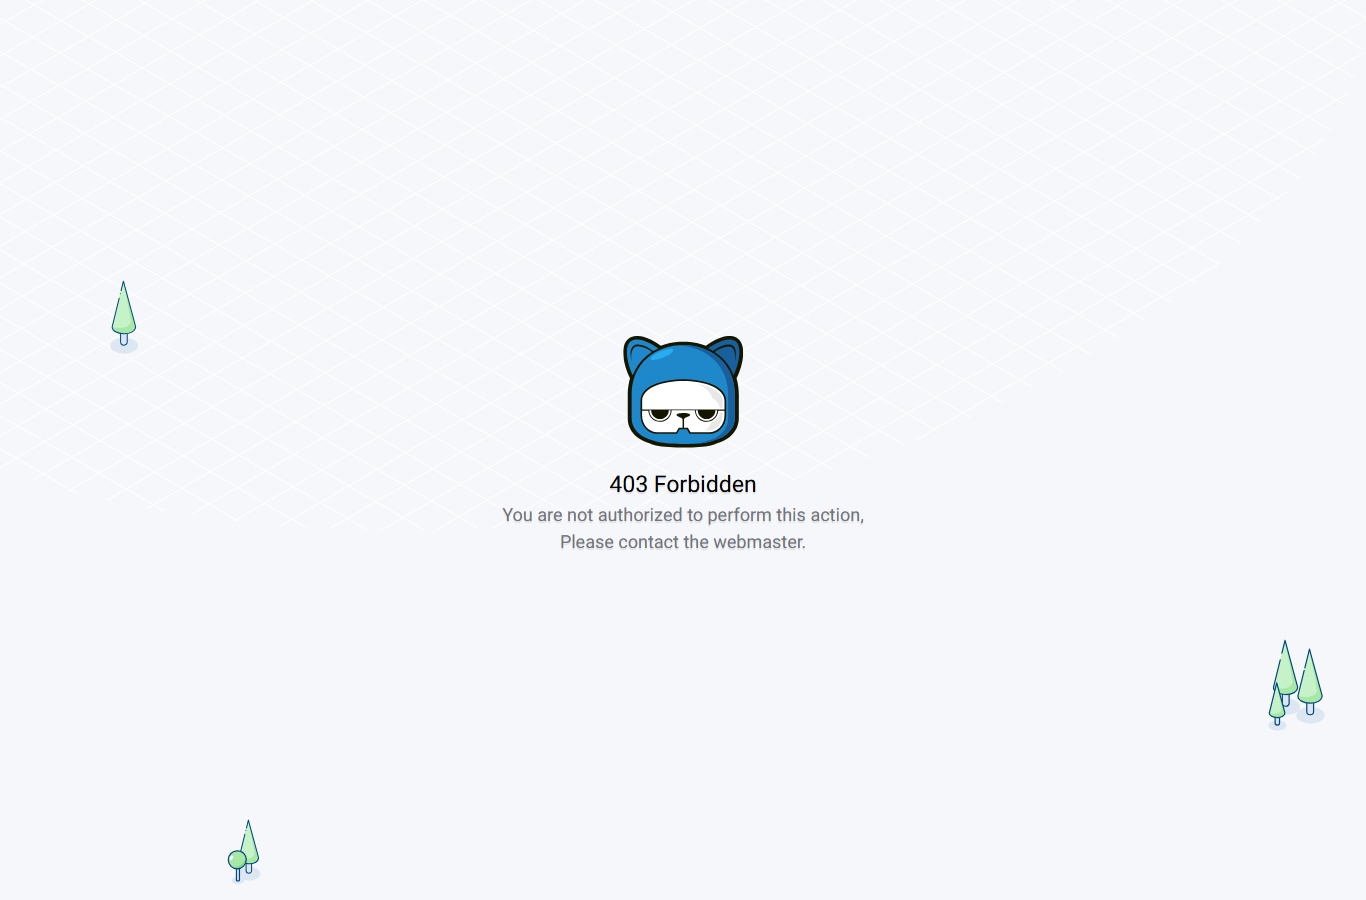 403 Forbidden
You are not authorized to perform this action,
Please contact the webmaster.